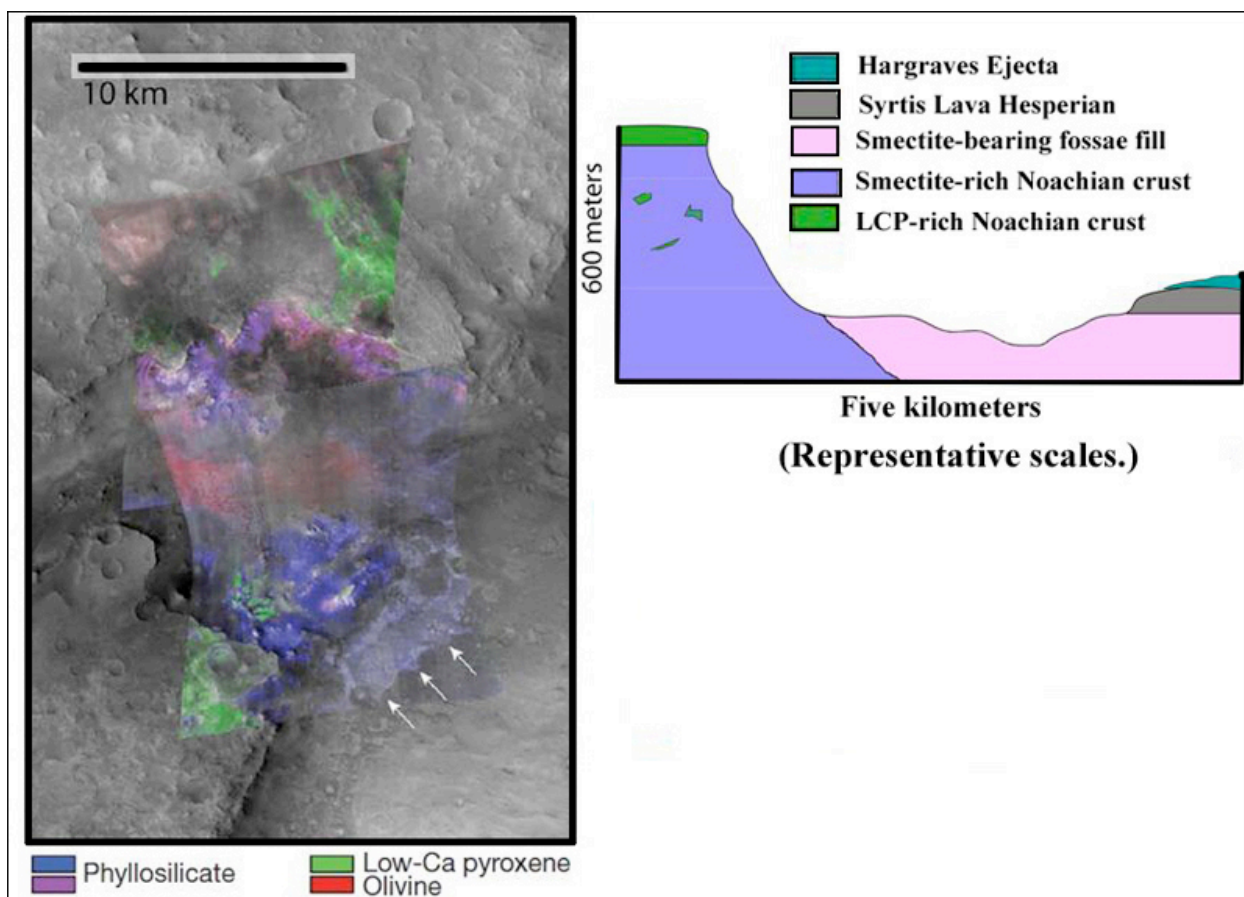 10 km
Phyllosilicate
Low-Ca pyroxene
Olivine
Hargraves Ejecta
Syrtis Lava Hesperian
Smectite-bearing fossae fill
Smectite-rich Noachian crust
LCP-rich Noachian crust
600 meters
Five kilometers
(Representative scales.)